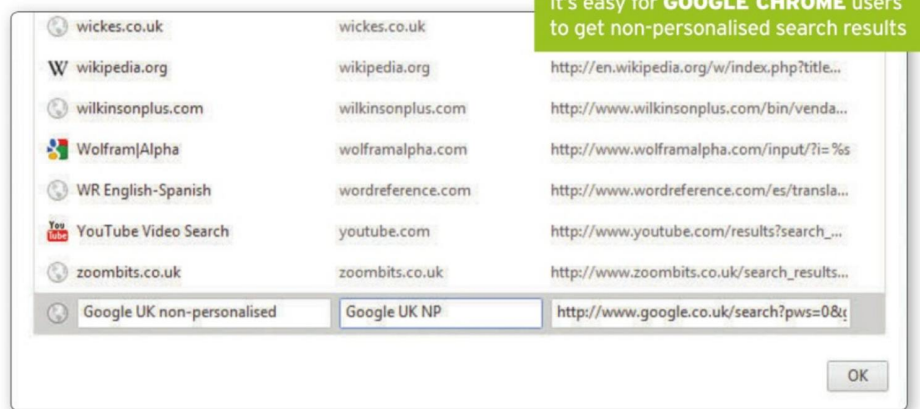 It's easy for GOOGLE CHROME users
to get non-personalised search results
wickes.co.uk wickes.co.uk
W wikipedia.org wikipedia.org http://en.wikipedia.org/w/index.php?title...
wilkinsonplus.com wilkinsonplus.com http://www.wilkinsonplus.com/bin/venda...
Wolfram|Alpha wolframalpha.com http://www.wolframalpha.com/input/?i=%s
WR English-Spanish wordreference.com http://www.wordreference.com/es/transla...
You Tube YouTube Video Search youtube.com http://www.youtube.com/results?search_...
zoombits.co.uk zoombits.co.uk http://www.zoombits.co.uk/search_results...
Google UK non-personalised Google UK NP http://www.google.co.uk/search?pws=0&
OK